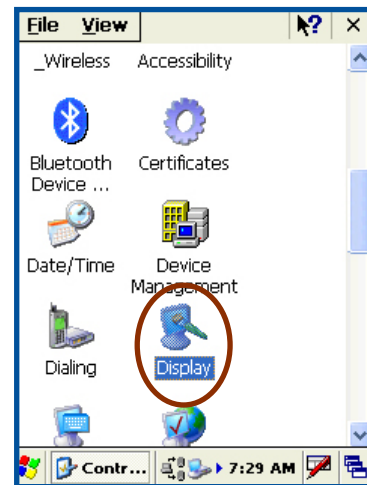 File View ?
_Wireless Accessibility
Bluetooth Certificates
Device ...
Date/Time Device
Management
Dialing Display
Contr... 7:29 AM